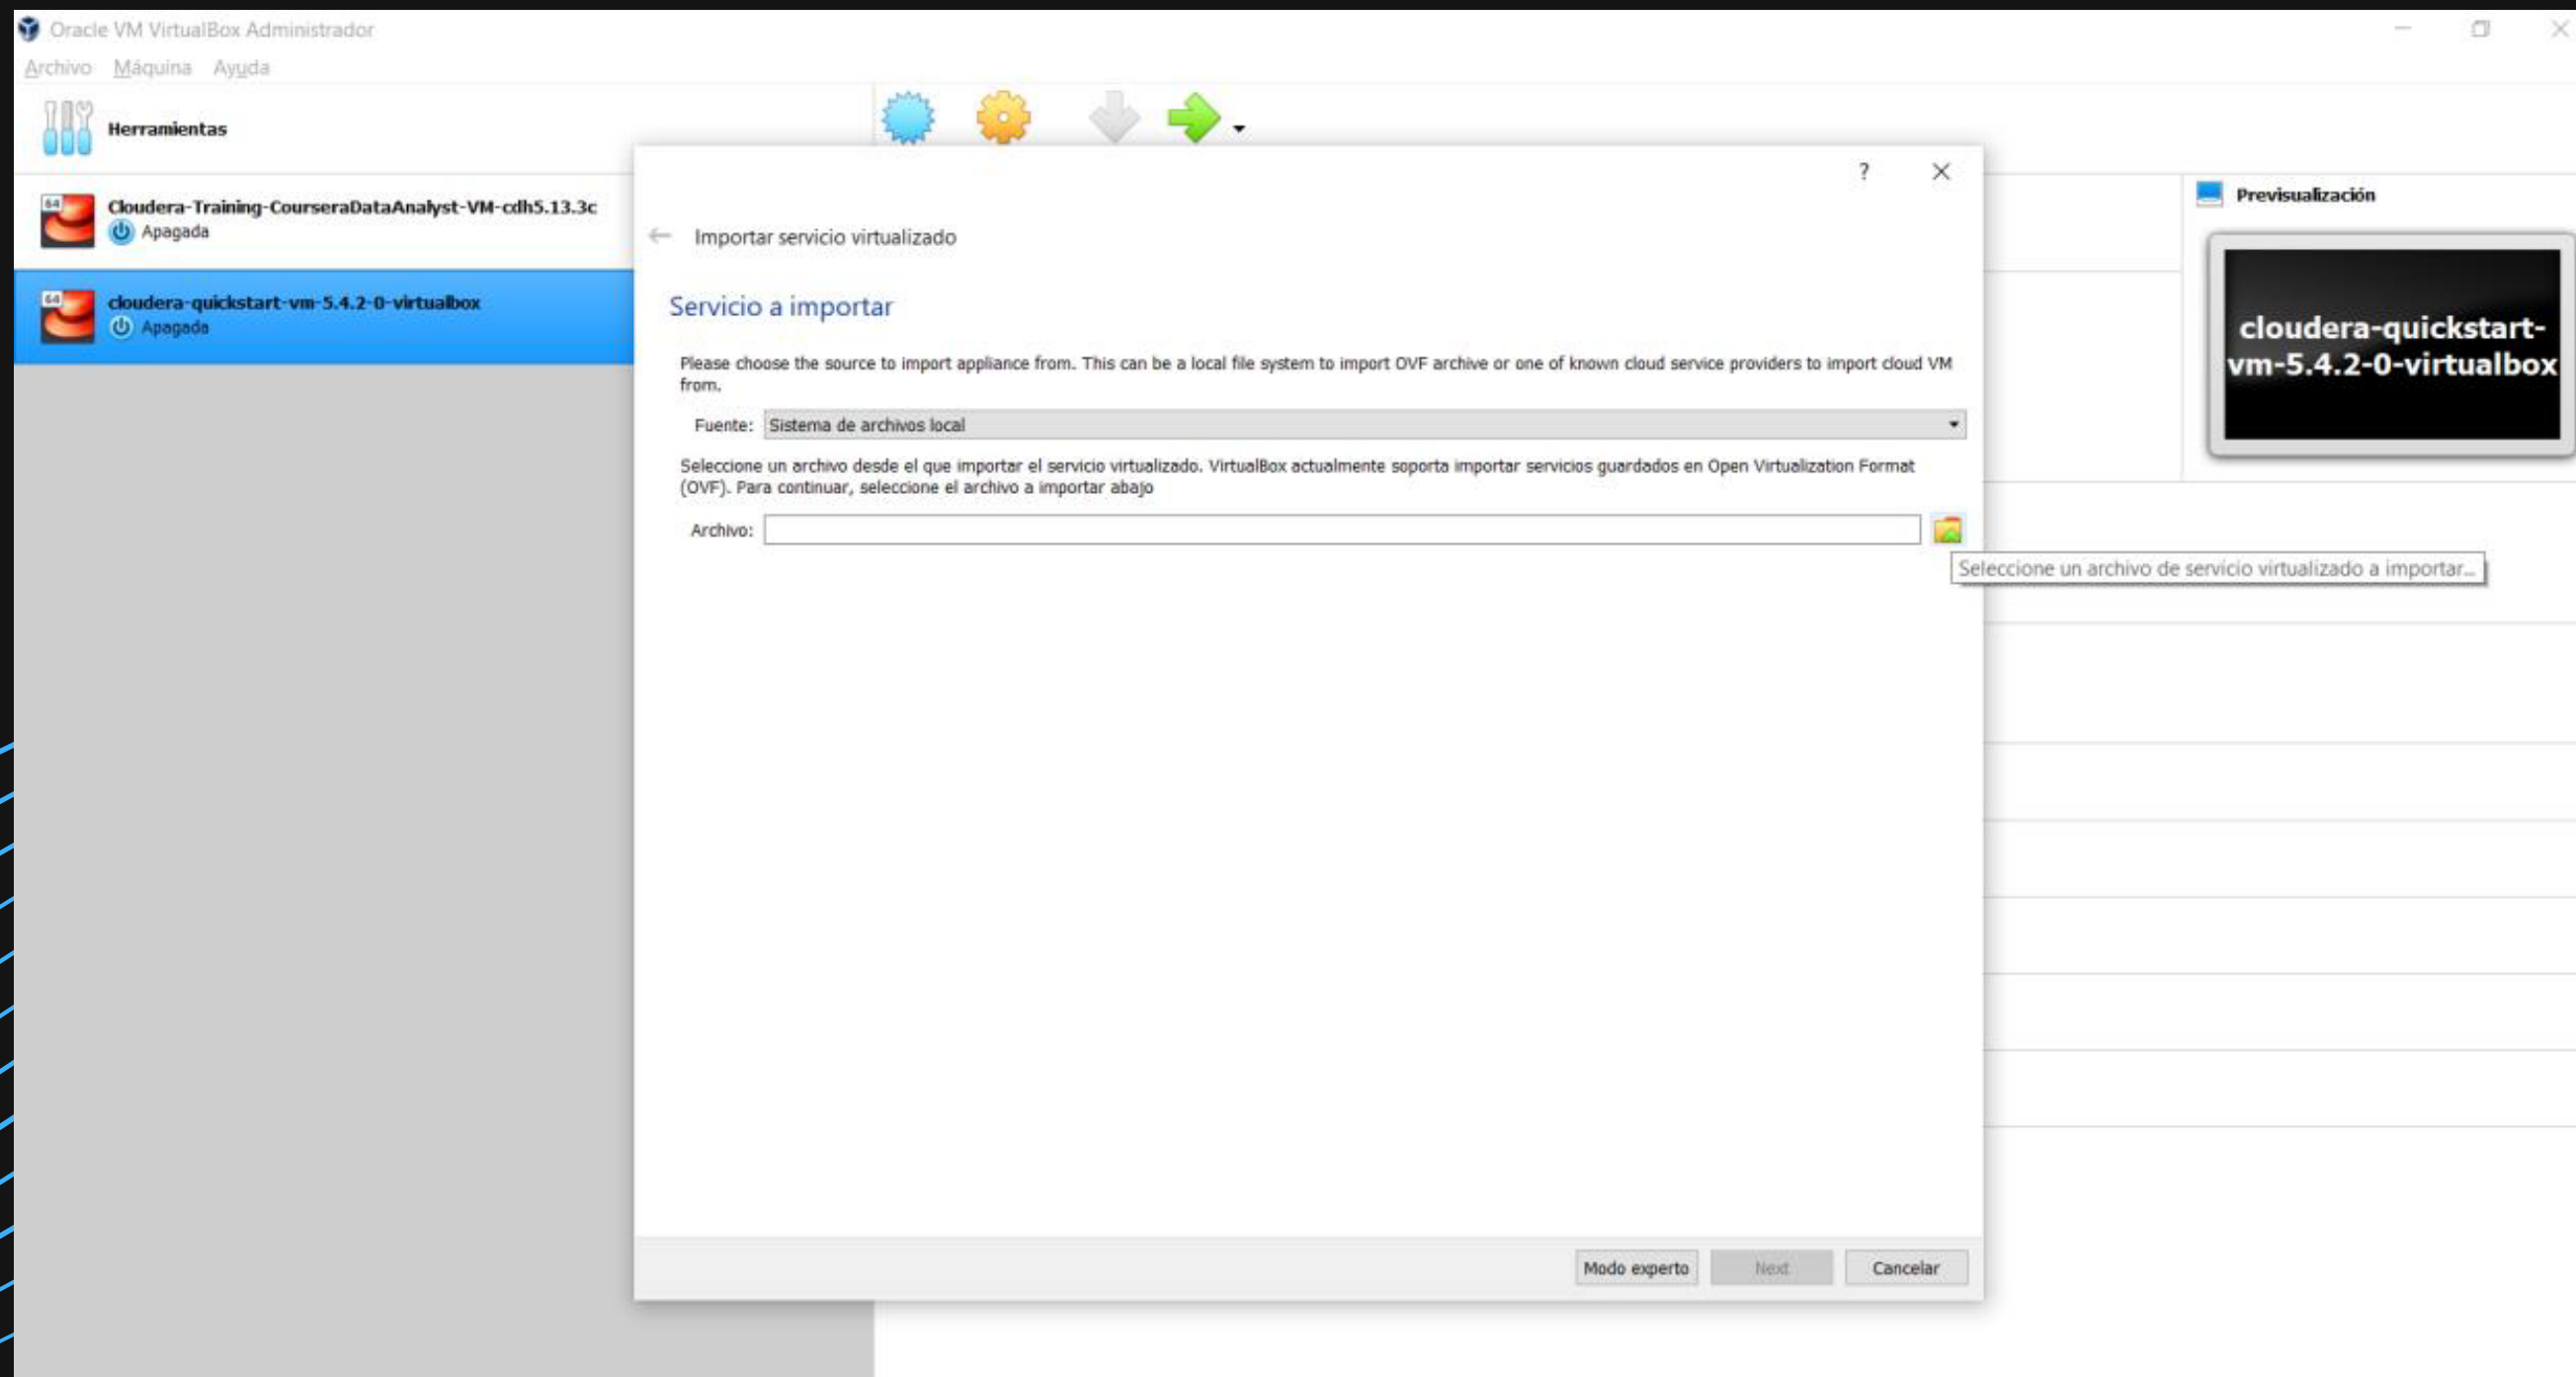 Oracle VM VirtualBox Administrador
Archivo Máquina Ayuda
Herramientas
64
Cloudera-Training-CourseraDataAnalyst-VM-cdh5.13.3c
Apagada
64
cloudera-quickstart-vm-5.4.2-0-virtualbox
Apagada
?
Importar servicio virtualizado
Servicio a importar
Please choose the source to import appliance from. This can be a local file system to import OVF archive or one of known cloud service providers to import cloud VM
from.
Fuente: Sistema de archivos local
Seleccione un archivo desde el que importar el servicio virtualizado. VirtualBox actualmente soporta importar servicios guardados en Open Virtualization Format
(OVF). Para continuar, seleccione el archivo a importar abajo
Archivo:
Seleccione un archivo de servicio virtualizado a importar...
Modo experto Next Cancelar
Previsualización
cloudera-quickstart-
vm-5.4.2-0-virtualbox